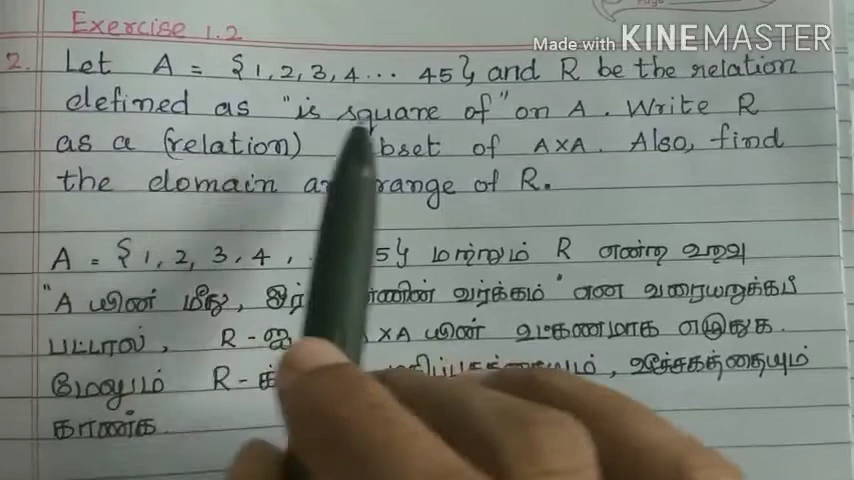 Made with KINEMASTER
Exercise 1.2
2. Let A = {1, 2, 3, 4 ... 45} and R be the relation
defined as "is square of" on A. Write R
as a (relation) bset of A×A. Also, find
the domain a range of R.
A = {1, 2, 3, 4 , . 5} மற்றும் R என்ற உறவு
"A யின் மீது, ஓர் ணின் வர்க்கம்" என வரையறுக்கப்
பட்டால், R-ஐ ×A யின் உட்கணமாக எழுதுக.
மேலும் R-க் வீச்சகத்தையும்
காண்க